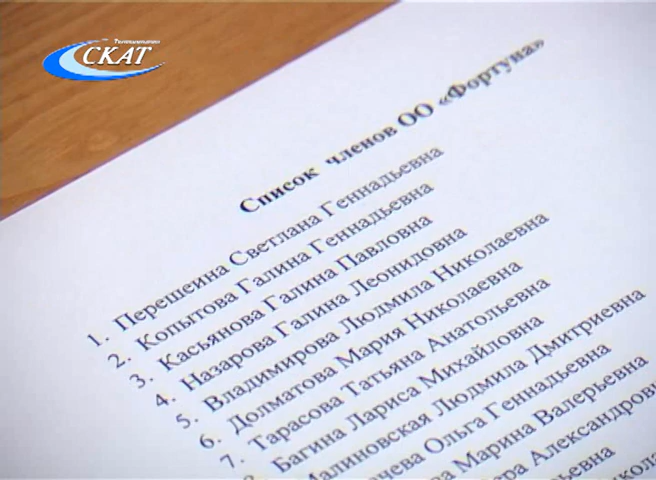 Телекомпания
СКАТ
Список членов ОО «Фортуна»
1. Перешеина Светлана Геннадьевна
2. Копытова Галина Геннадьевна
3. Касьянова Галина Павловна
4. Назарова Галина Леонидовна
5. Владимирова Людмила Николаевна
6. Долматова Мария Николаевна
7. Тарасова Татьяна Анатольевна
Багина Лариса Михайловна
Малиновская Людмила Дмитриевна
Ольга Геннадьевна
Марина Валерьевна